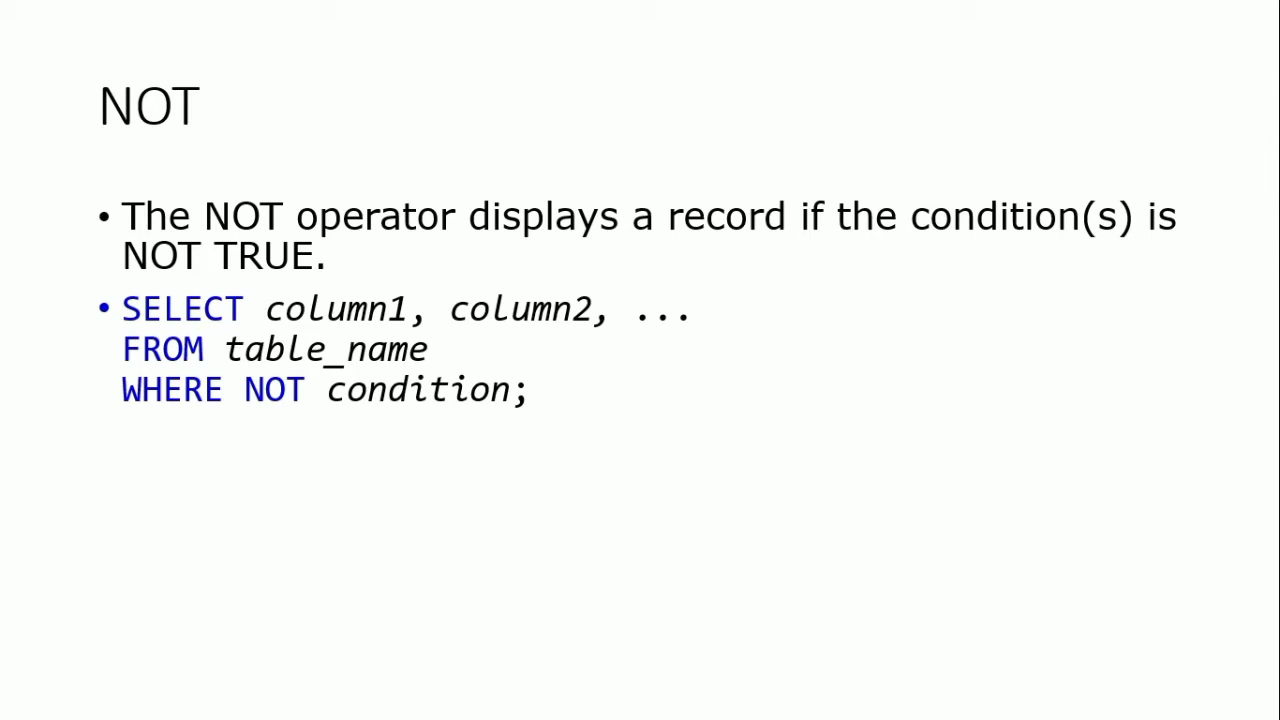 NOT
• The NOT operator displays a record if the condition(s) is
NOT TRUE.
• SELECT column1, column2, ...
FROM table_name
WHERE NOT condition;